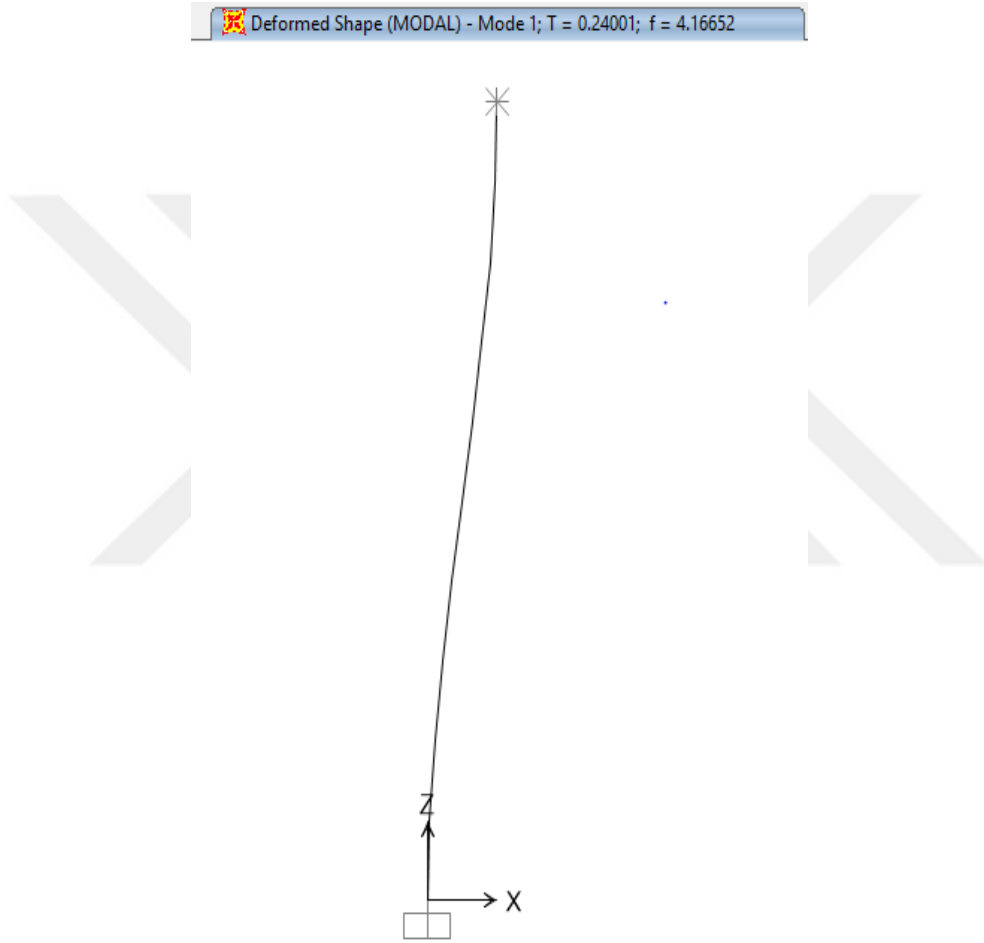 Deformed Shape (MODAL) - Mode 1; T = 0.24001; f = 4.16652
Z
X